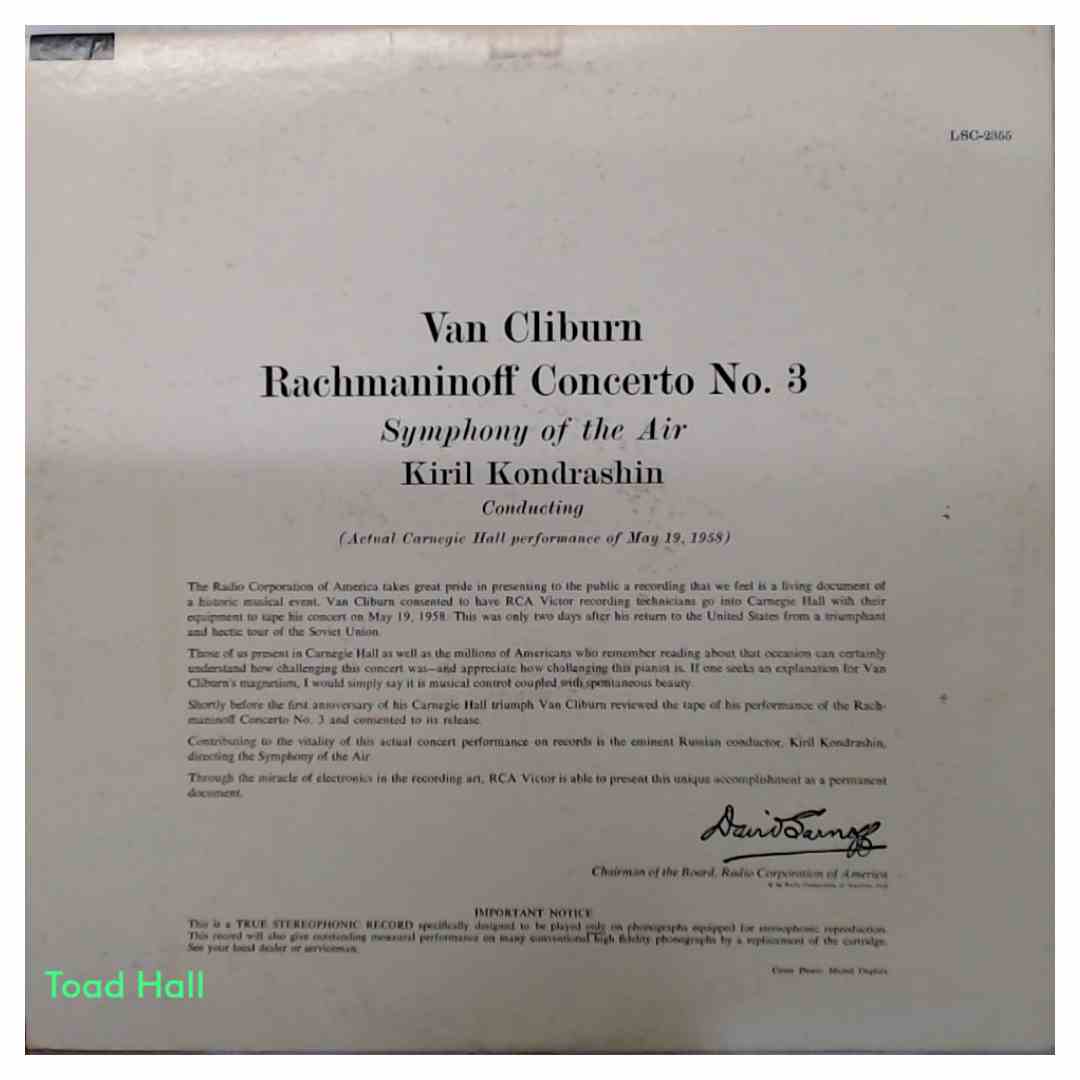 LSC-2355
Van Cliburn
Rachmaninoff Concerto No. 3
Symphony of the Air
Kiril Kondrashin
Conducting
(Actual Carnegie Hall performance of May 19, 1958)
The Radio Corporation of America takes great pride in presenting to the public a recording that we feel is a living document of
a historic musical event. Van Cliburn consented to have RCA Victor recording technicians go into Carnegie Hall with their
equipment to tape his concert on May 19, 1958. This was only two days after his return to the United States from a triumphant
and hectic tour of the Soviet Union.
Those of us present in Carnegie Hall as well as the millions of Americans who remember reading about that occasion can certainly
understand how challenging this concert was—and appreciate how challenging this pianist is. If one seeks an explanation for Van
Cliburn's magnetism, I would simply say it is musical control coupled with spontaneous beauty.
Shortly before the first anniversary of his Carnegie Hall triumph Van Cliburn reviewed the tape of his performance of the Rach-
maninoff Concerto No. 3 and consented to its release.
Contributing to the vitality of this actual concert performance on records is the eminent Russian conductor, Kiril Kondrashin,
directing the Symphony of the Air.
Through the miracle of electronics in the recording art, RCA Victor is able to present this unique accomplishment as a permanent
document.
David Sarnoff
Chairman of the Board, Radio Corporation of America
IMPORTANT NOTICE
This is a TRUE STEREOPHONIC RECORD specifically designed to be played only on phonographs equipped for stereophonic reproduction.
This record will also give outstanding monaural performance on many conventional high fidelity phonographs by a replacement of the cartridge.
See your local dealer or serviceman.
Toad Hall